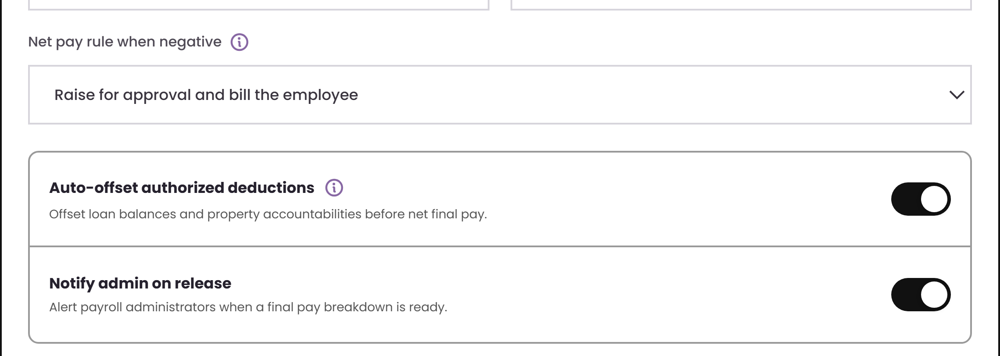 Net pay rule when negative
Raise for approval and bill the employee
Auto-offset authorized deductions
Offset loan balances and property accountabilities before net final pay.
Notify admin on release
Alert payroll administrators when a final pay breakdown is ready.